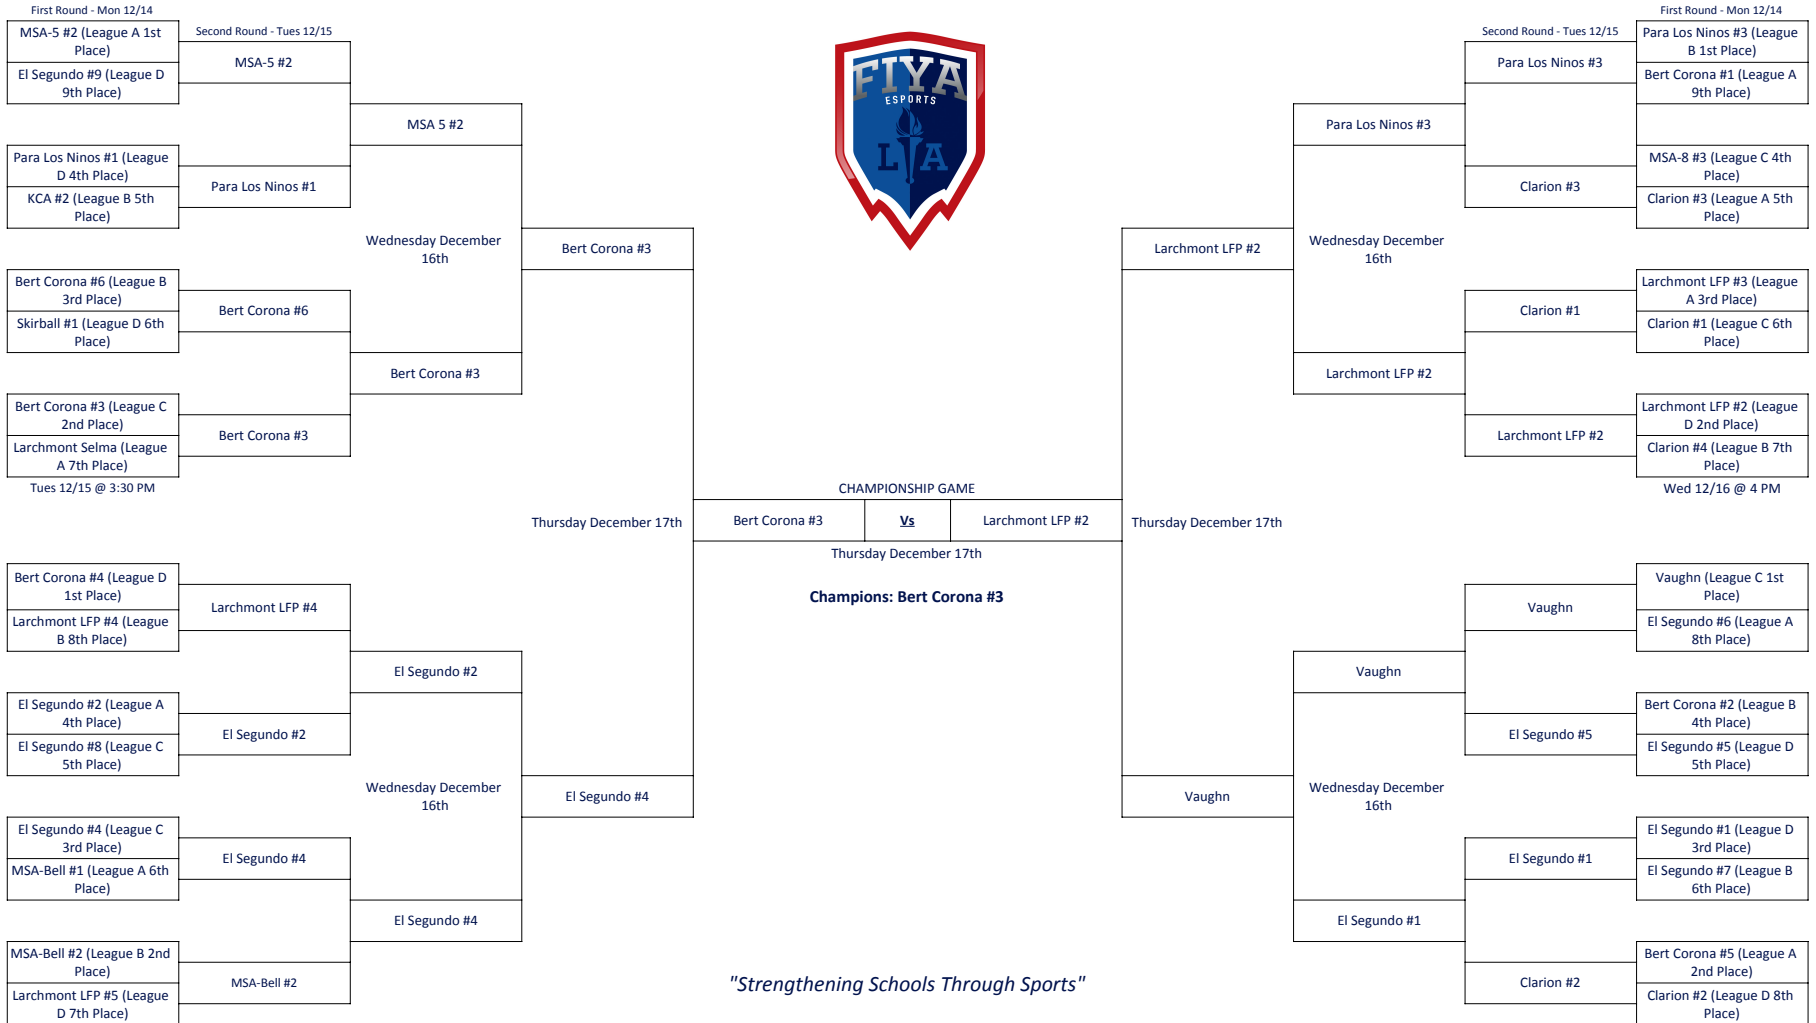 First Round - Mon 12/14
MSA-5 #2 (League A 1st
Place)
El Segundo #9 (League D
9th Place)
Para Los Ninos #1 (League
D 4th Place)
KCA #2 (League B 5th
Place)
Bert Corona #6 (League B
3rd Place)
Skirball #1 (League D 6th
Place)
Bert Corona #3 (League C
2nd Place)
Larchmont Selma (League
A 7th Place)
Tues 12/15 @ 3:30 PM
Bert Corona #4 (League D
1st Place)
Larchmont LFP #4 (League
B 8th Place)
El Segundo #2 (League A
4th Place)
El Segundo #8 (League C
5th Place)
El Segundo #4 (League C
3rd Place)
MSA-Bell #1 (League A 6th
Place)
MSA-Bell #2 (League B 2nd
Place)
Larchmont LFP #5 (League
D 7th Place)
Second Round - Tues 12/15
MSA-5 #2
Para Los Ninos #1
Bert Corona #6
Bert Corona #3
Larchmont LFP #4
El Segundo #2
El Segundo #4
MSA-Bell #2
MSA 5 #2
Wednesday December
16th
Bert Corona #3
El Segundo #2
Wednesday December
16th
El Segundo #4
Bert Corona #3
Thursday December 17th
El Segundo #4
FIYA
ESPORTS
L A
CHAMPIONSHIP GAME
Bert Corona #3
Vs
Larchmont LFP #2
Thursday December 17th
Champions: Bert Corona #3
"Strengthening Schools Through Sports"
Larchmont LFP #2
Thursday December 17th
Vaughn
Para Los Ninos #3
Wednesday December
16th
Larchmont LFP #2
Vaughn
Wednesday December
16th
El Segundo #1
Second Round - Tues 12/15
Para Los Ninos #3
Clarion #3
Clarion #1
Larchmont LFP #2
Vaughn
El Segundo #5
El Segundo #1
Clarion #2
First Round - Mon 12/14
Para Los Ninos #3 (League
B 1st Place)
Bert Corona #1 (League A
9th Place)
MSA-8 #3 (League C 4th
Place)
Clarion #3 (League A 5th
Place)
Larchmont LFP #3 (League
A 3rd Place)
Clarion #1 (League C 6th
Place)
Larchmont LFP #2 (League
D 2nd Place)
Clarion #4 (League B 7th
Place)
Wed 12/16 @ 4 PM
Vaughn (League C 1st
Place)
El Segundo #6 (League A
8th Place)
Bert Corona #2 (League B
4th Place)
El Segundo #5 (League D
5th Place)
El Segundo #1 (League D
3rd Place)
El Segundo #7 (League B
6th Place)
Bert Corona #5 (League A
2nd Place)
Clarion #2 (League D 8th
Place)